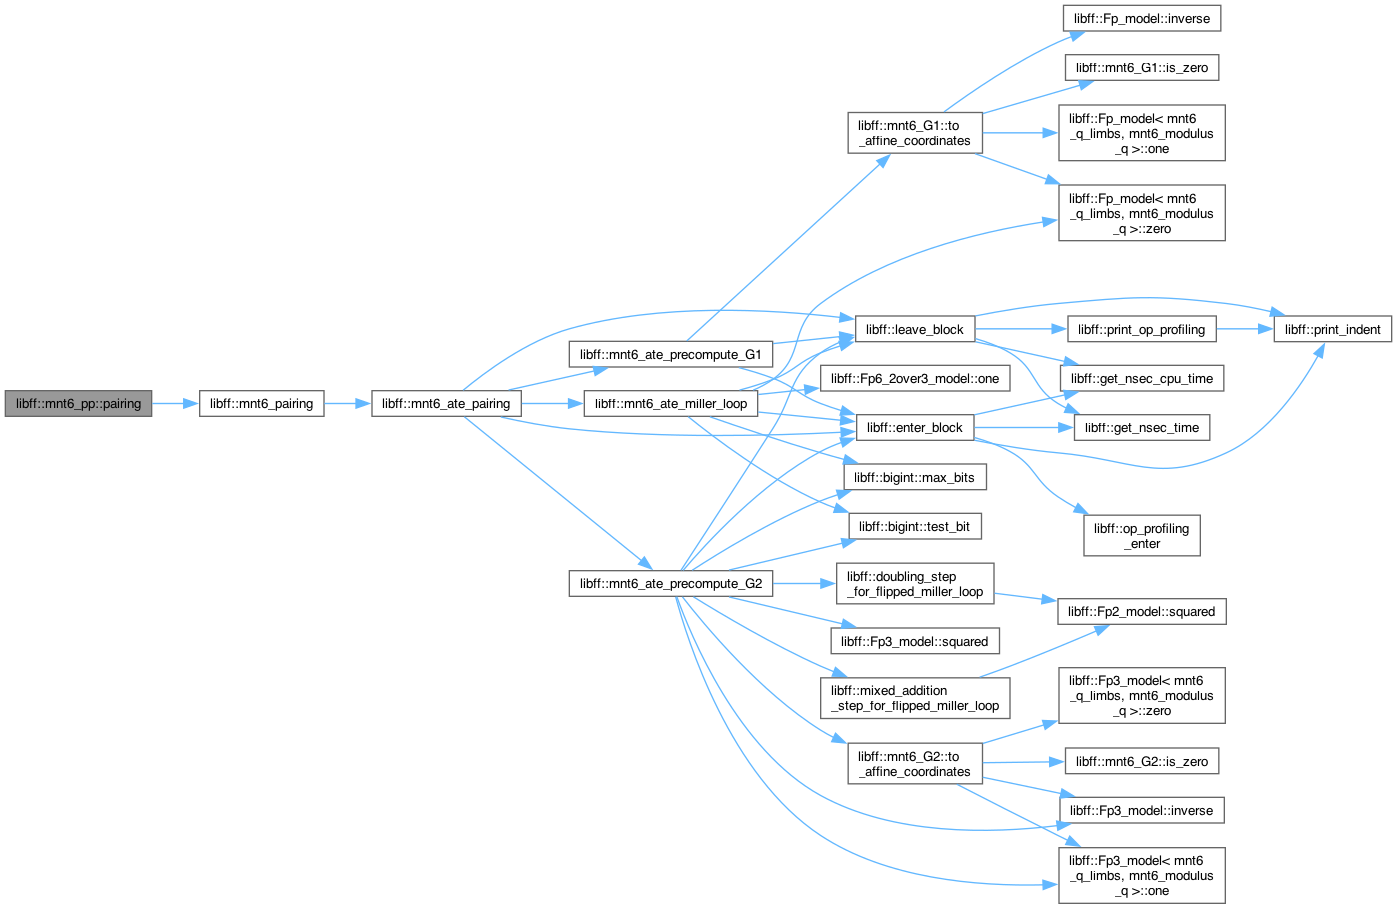 libff::mnt6_pp::pairing
libff::mnt6_pairing
libff::mnt6_ate_pairing
libff::mnt6_ate_precompute_G1
libff::mnt6_ate_miller_loop
libff::mnt6_ate_precompute_G2
libff::mnt6_G1::to
_affine_coordinates
libff::leave_block
libff::Fp6_2over3_model::one
libff::enter_block
libff::bigint::max_bits
libff::bigint::test_bit
libff::doubling_step
_for_flipped_miller_loop
libff::Fp3_model::squared
libff::mixed_addition
_step_for_flipped_miller_loop
libff::mnt6_G2::to
_affine_coordinates
libff::Fp_model::inverse
libff::mnt6_G1::is_zero
libff::Fp_model< mnt6
_q_limbs, mnt6_modulus
_q >::one
libff::Fp_model< mnt6
_q_limbs, mnt6_modulus
_q >::zero
libff::print_op_profiling
libff::get_nsec_cpu_time
libff::get_nsec_time
libff::op_profiling
_enter
libff::Fp2_model::squared
libff::Fp3_model< mnt6
_q_limbs, mnt6_modulus
_q >::zero
libff::mnt6_G2::is_zero
libff::Fp3_model::inverse
libff::Fp3_model< mnt6
_q_limbs, mnt6_modulus
_q >::one
libff::print_indent